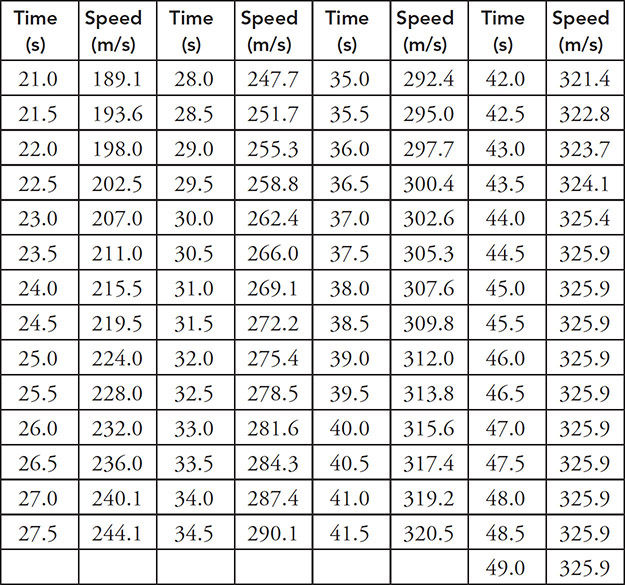 Time Speed Time Speed Time Speed Time Speed
(s) (m/s) (s) (m/s) (s) (m/s) (s) (m/s)
21.0 189.1 28.0 247.7 35.0 292.4 42.0 321.4
21.5 193.6 28.5 251.7 35.5 295.0 42.5 322.8
22.0 198.0 29.0 255.3 36.0 297.7 43.0 323.7
22.5 202.5 29.5 258.8 36.5 300.4 43.5 324.1
23.0 207.0 30.0 262.4 37.0 302.6 44.0 325.4
23.5 211.0 30.5 266.0 37.5 305.3 44.5 325.9
24.0 215.5 31.0 269.1 38.0 307.6 45.0 325.9
24.5 219.5 31.5 272.2 38.5 309.8 45.5 325.9
25.0 224.0 32.0 275.4 39.0 312.0 46.0 325.9
25.5 228.0 32.5 278.5 39.5 313.8 46.5 325.9
26.0 232.0 33.0 281.6 40.0 315.6 47.0 325.9
26.5 236.0 33.5 284.3 40.5 317.4 47.5 325.9
27.0 240.1 34.0 287.4 41.0 319.2 48.0 325.9
27.5 244.1 34.5 290.1 41.5 320.5 48.5 325.9
49.0 325.9